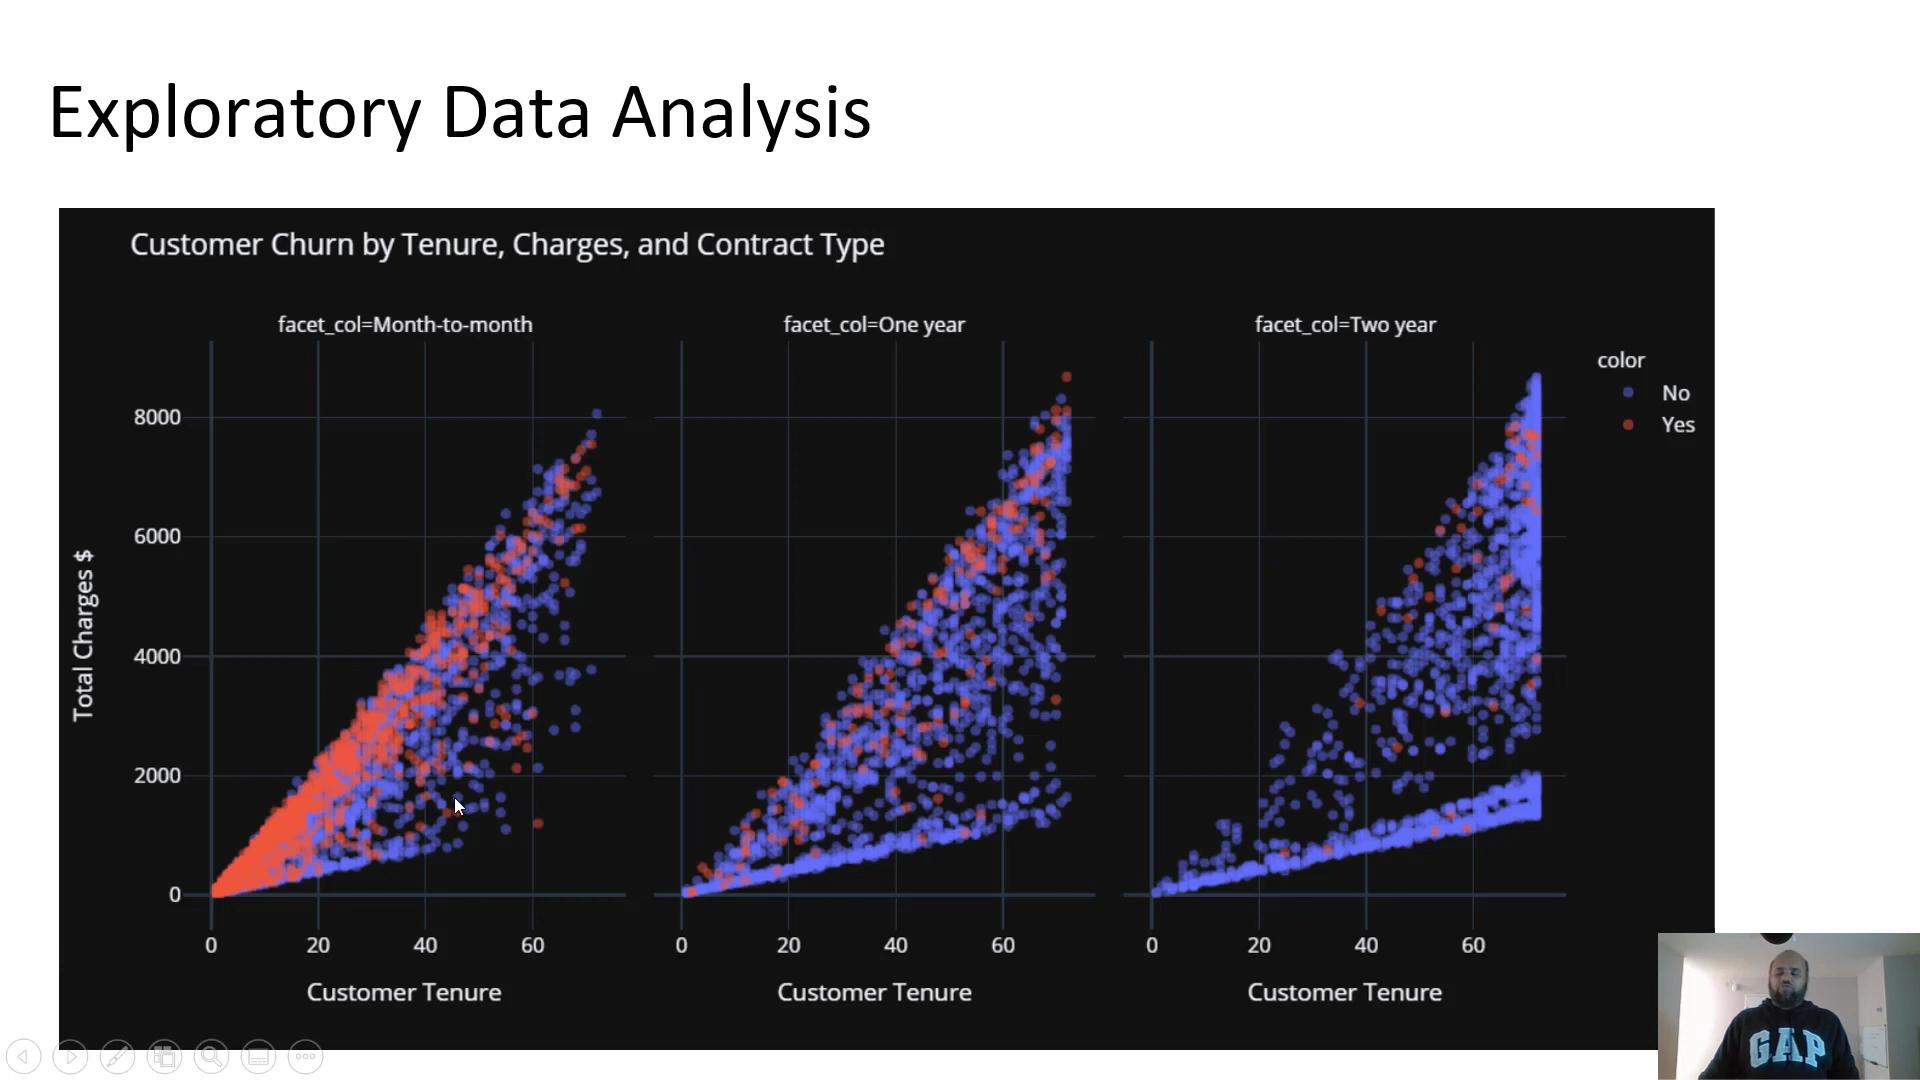 Exploratory Data Analysis
Customer Churn by Tenure, Charges, and Contract Type
facet_col=Month-to-month
facet_col=One year
facet_col=Two year
color
No
Yes
Total Charges $
8000
6000
4000
2000
0
0 20 40 60
0 20 40 60
0 20 40 60
Customer Tenure
Customer Tenure
Customer Tenure
GAP